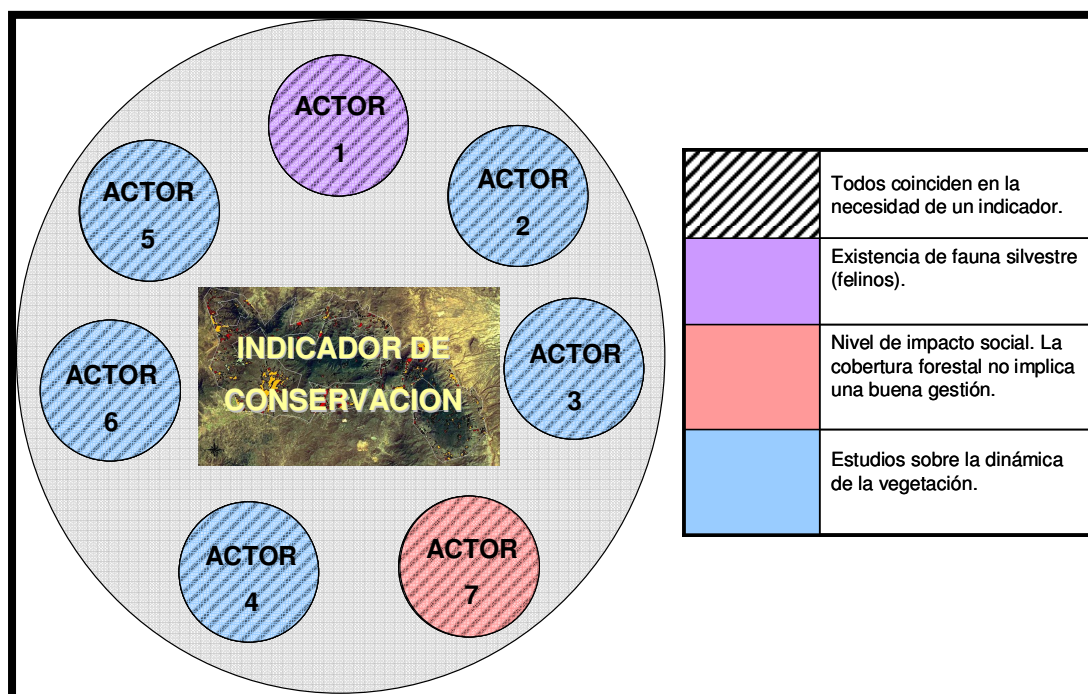 ACTOR
1
ACTOR
2
ACTOR
5
INDICADOR DE
CONSERVACION
ACTOR
3
ACTOR
6
ACTOR
4
ACTOR
7
Todos coinciden en la
necesidad de un indicador.
Existencia de fauna silvestre
(felinos).
Nivel de impacto social. La
cobertura forestal no implica
una buena gestión.
Estudios sobre la dinámica
de la vegetación.